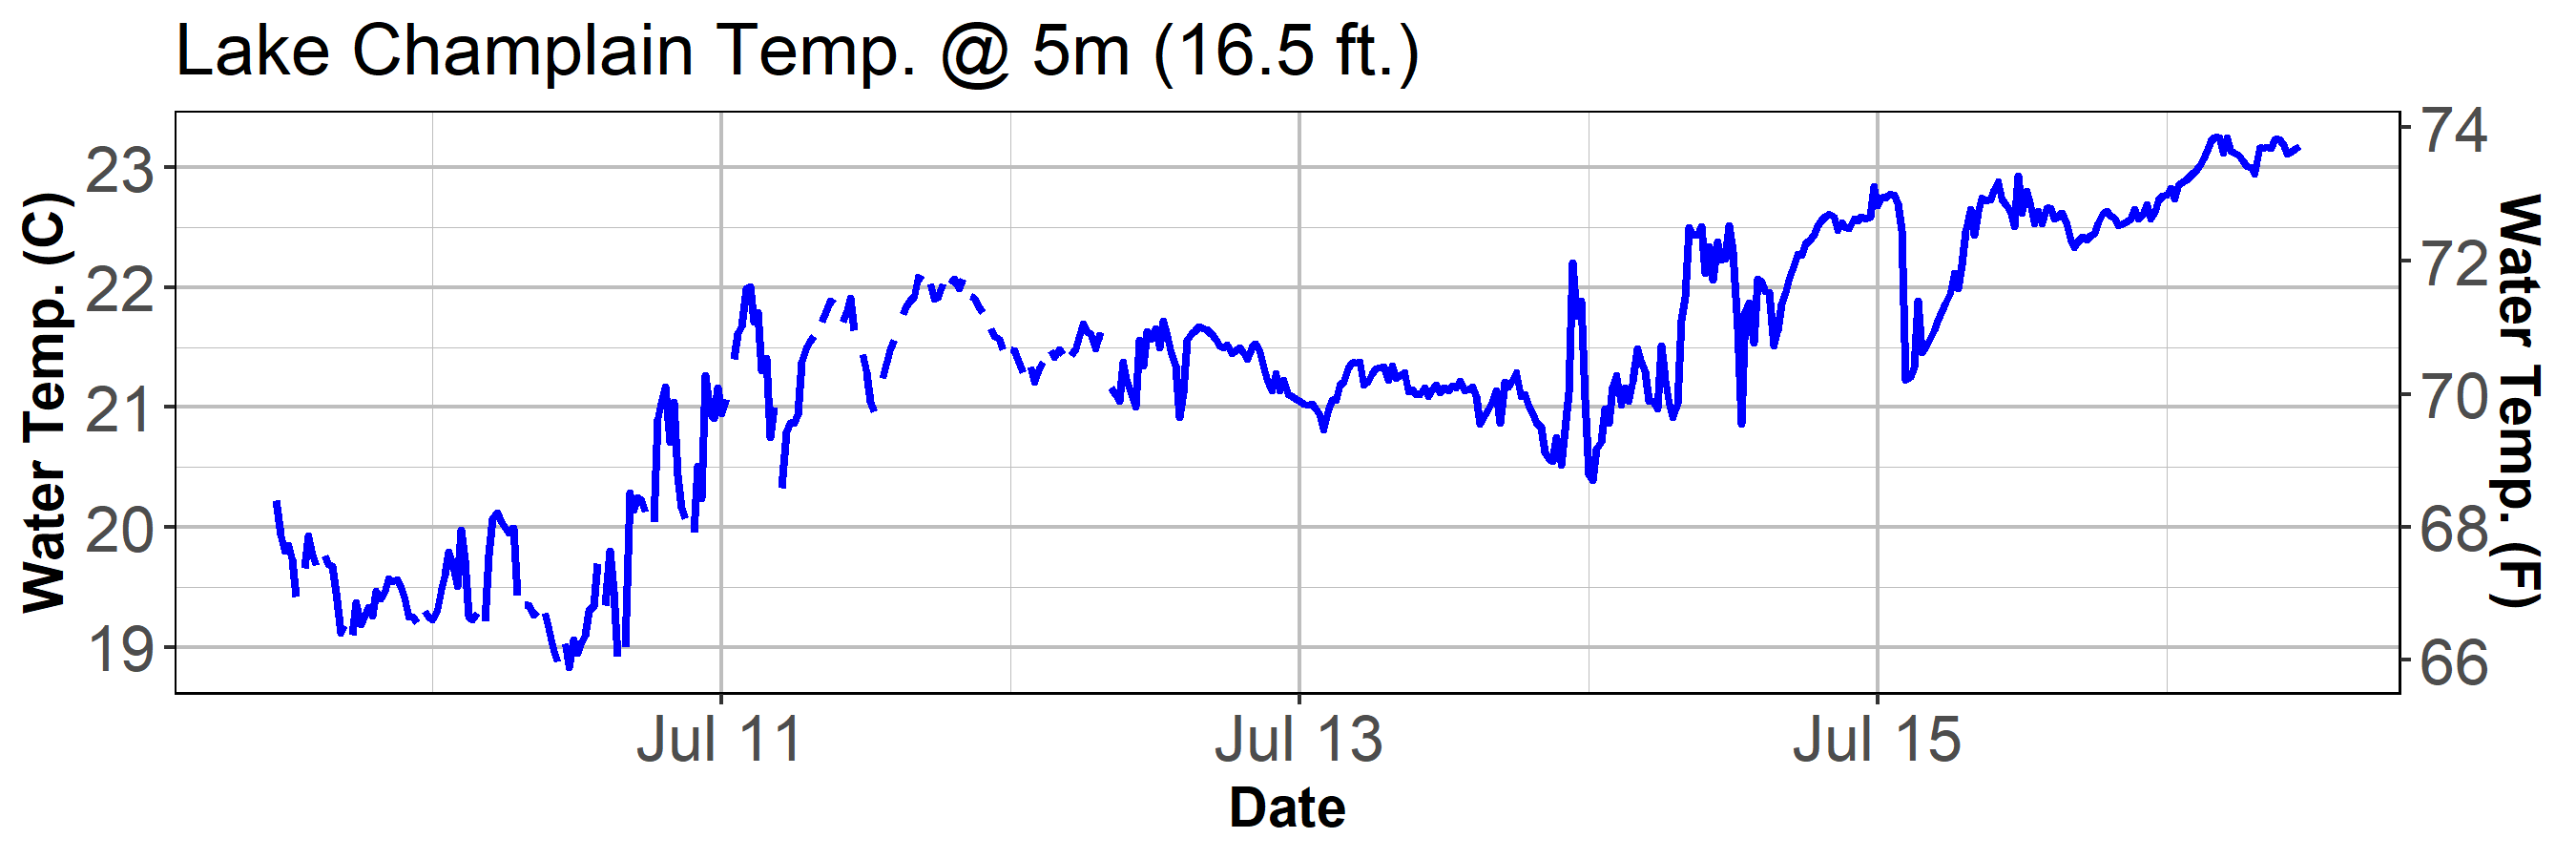 Lake Champlain Temp. @ 5m (16.5 ft.)
Water Temp. (C)
23
22
21
20
19
74
72
70
68
66
Water Temp. (F)
Jul 11
Jul 13
Jul 15
Date